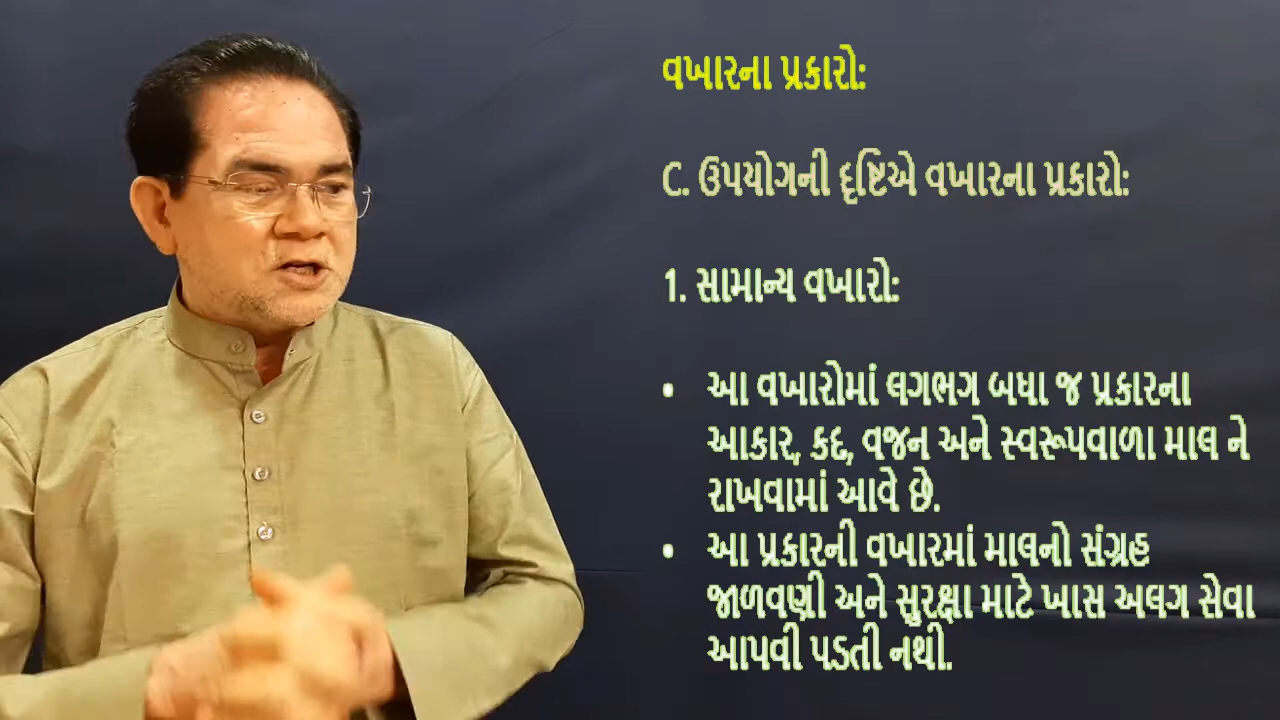 વખારના પ્રકારો:
C. ઉપયોગની દૃષ્ટિએ વખારના પ્રકારો:
1. સામાન્ય વખારો:
• આ વખારોમાં લગભગ બધા જ પ્રકારના
આકાર, કદ, વજન અને સ્વરૂપવાળા માલ ને
રાખવામાં આવે છે.
• આ પ્રકારની વખારમાં માલનો સંગ્રહ
જાળવણી અને સુરક્ષા માટે ખાસ અલગ સેવા
આપવી પડતી નથી.